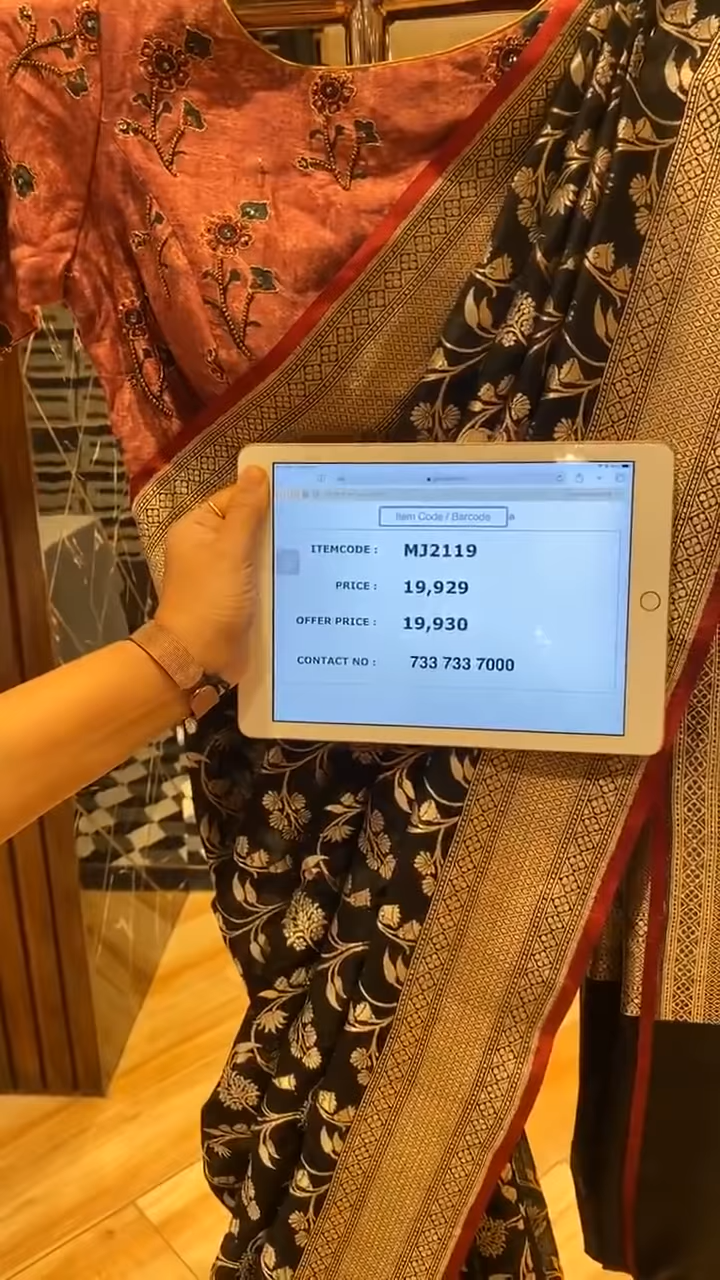 Item Code / Barcode
ITEMCODE : MJ2119
PRICE : 19,929
OFFER PRICE : 19,930
CONTACT NO : 733 733 7000